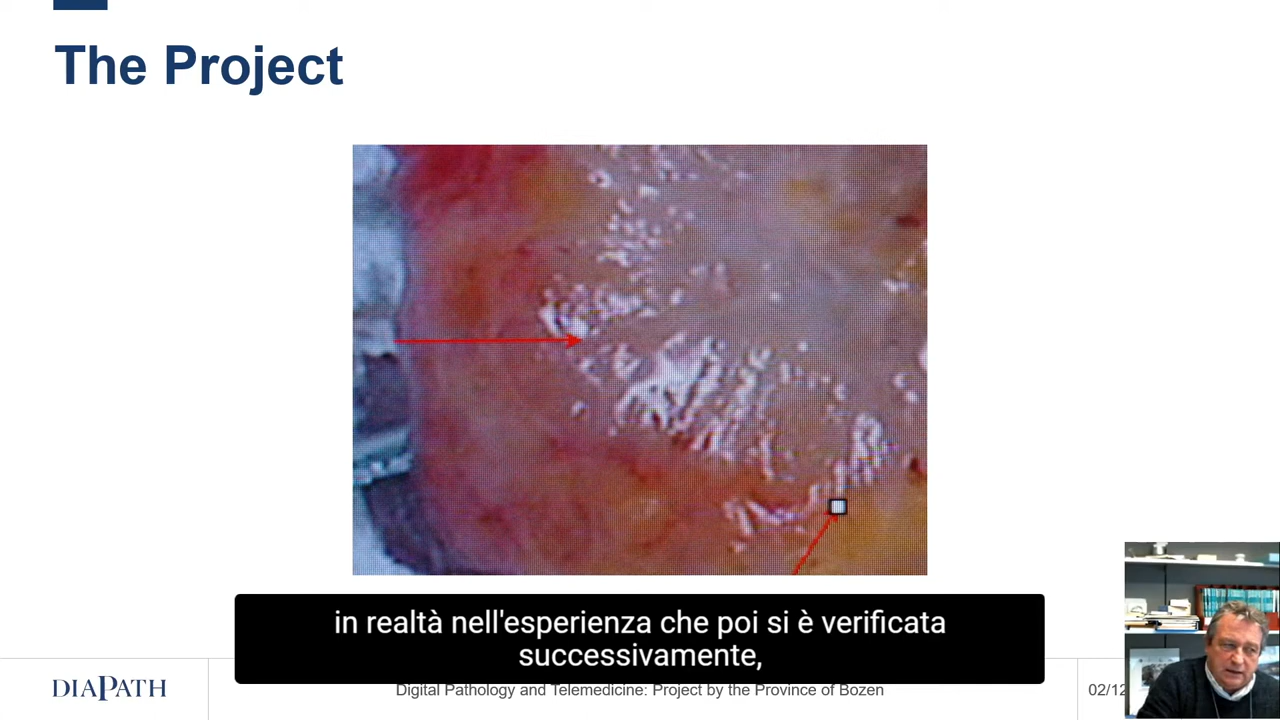 The Project
in realtà nell'esperienza che poi si è verificata
successivamente,
DIAPATH
Digital Pathology and Telemedicine: Project by the Province of Bozen
02/12